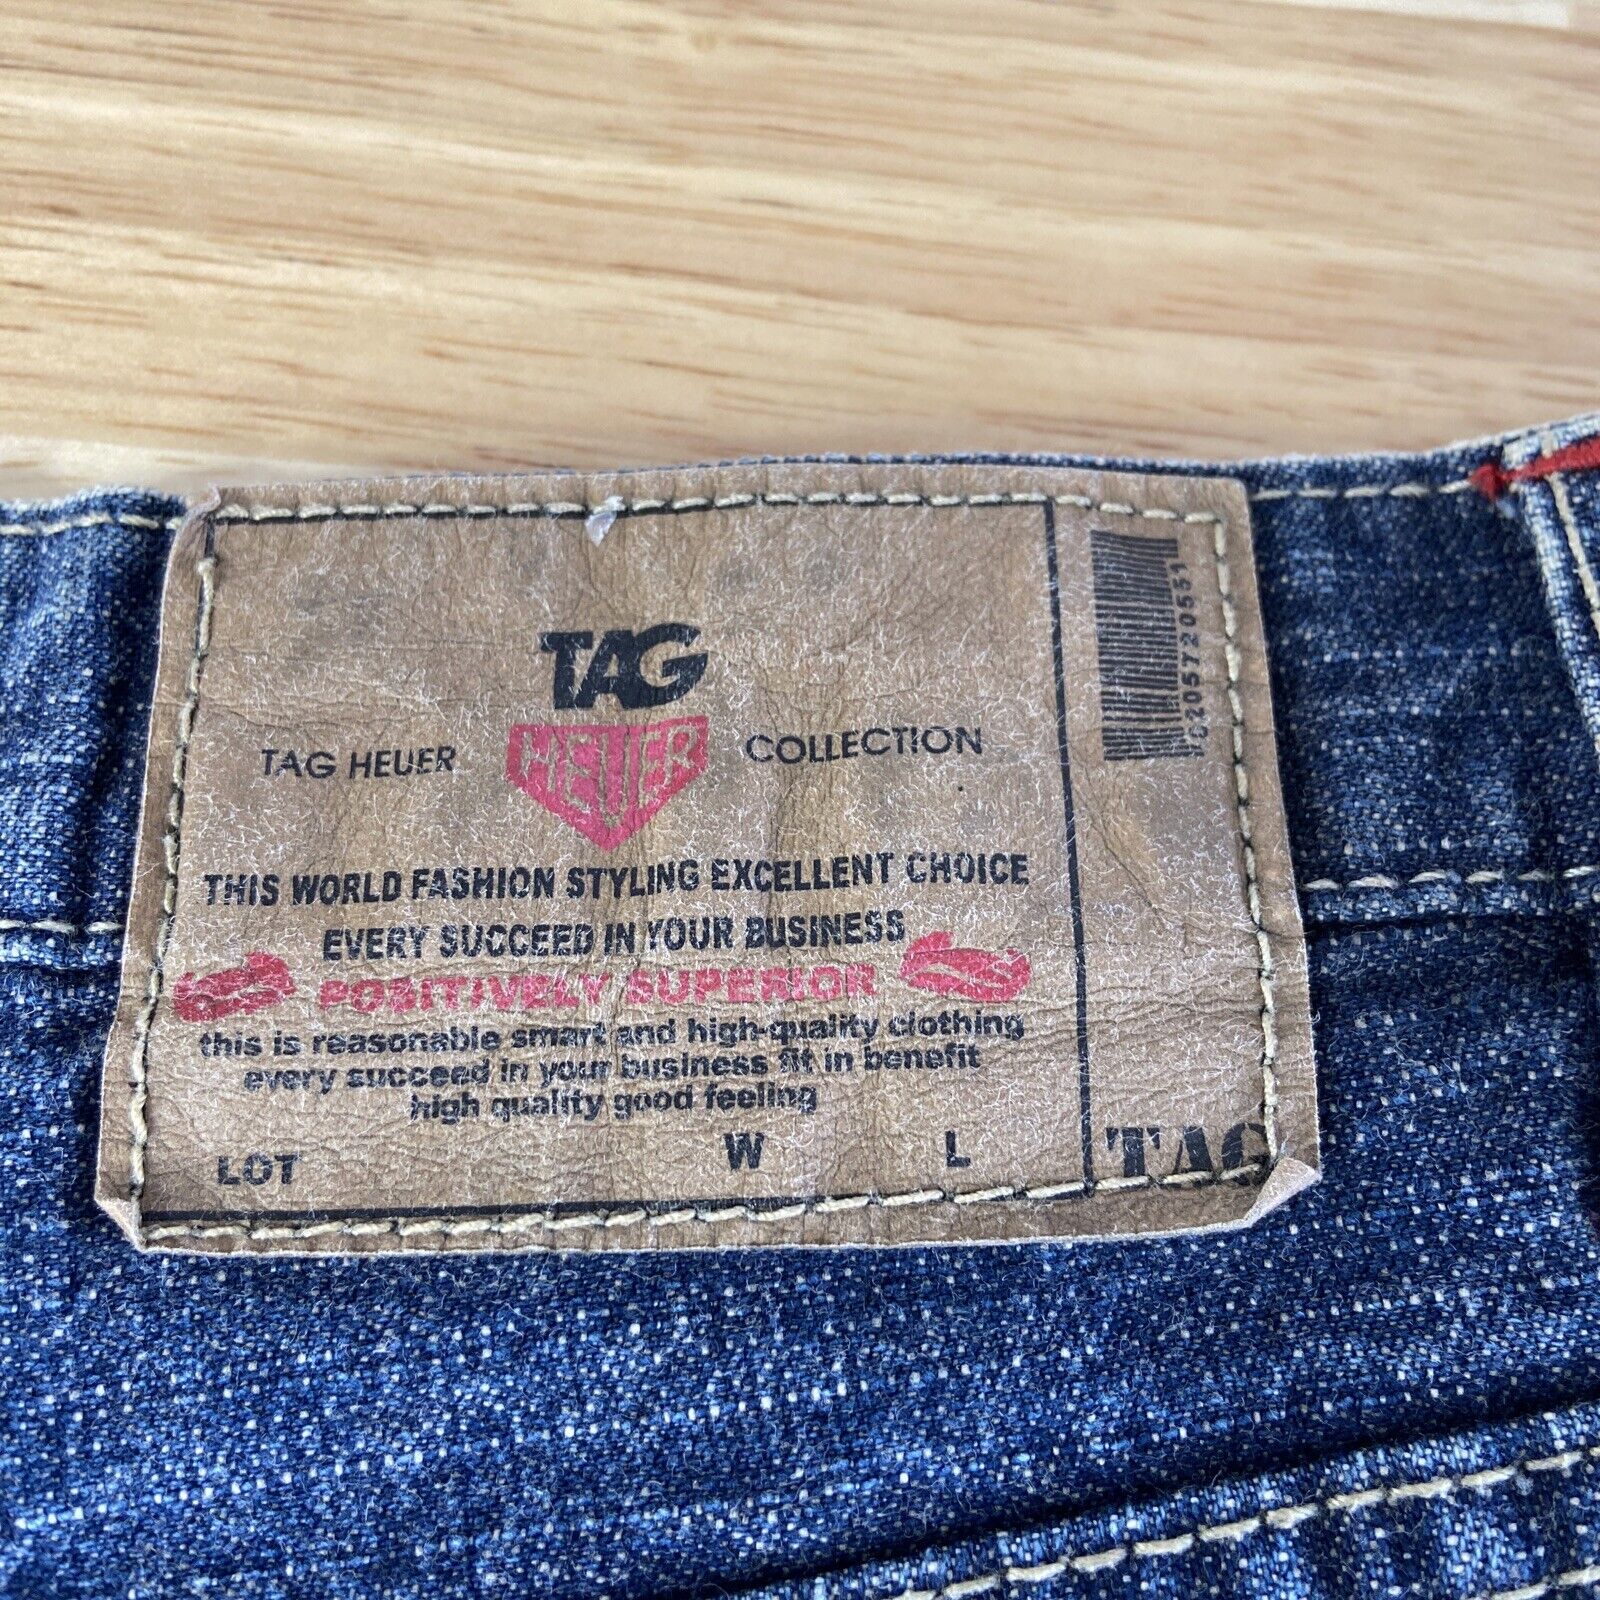 TAG
HEUER
TAG HEUER COLLECTION
THIS WORLD FASHION STYLING EXCELLENT CHOICE
EVERY SUCCEED IN YOUR BUSINESS
POSITIVELY SUPERIOR
this is reasonable smart and high-quality clothing
every succeed in your business fit in benefit
high quality good feeling
LOT W L
TAG
0205720551